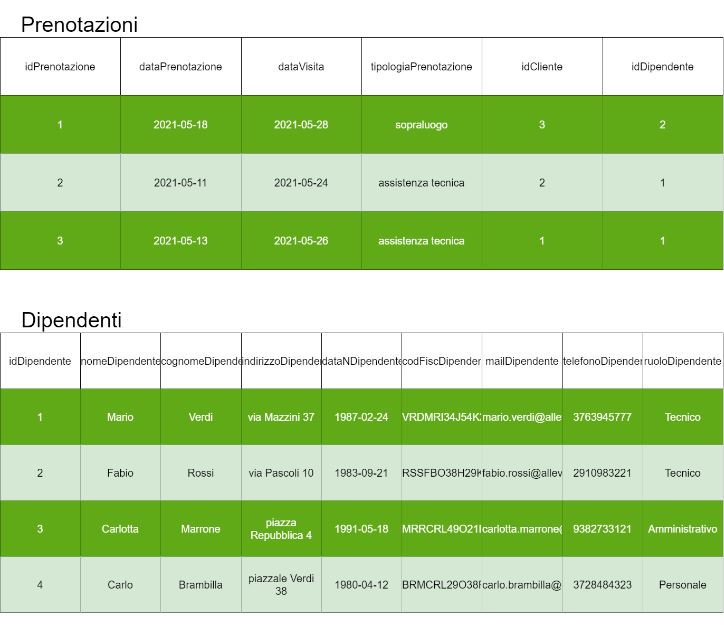 Prenotazioni
idPrenotazione dataPrenotazione dataVisita tipologiaPrenotazione idCliente idDipendente
1 2021-05-18 2021-05-28 sopraluogo 3 2
2 2021-05-11 2021-05-24 assistenza tecnica 2 1
3 2021-05-13 2021-05-26 assistenza tecnica 1 1
Dipendenti
idDipendente nomeDipendente cognomeDipende indirizzoDipenden dataNDipendente codFiscDipenden mailDipendente telefonoDipenden ruoloDipendente
1 Mario Verdi via Mazzini 37 1987-02-24 VRDMRI34J54K mario.verdi@alle 3763945777 Tecnico
2 Fabio Rossi via Pascoli 10 1983-09-21 RSSFBO38H29K fabio.rossi@allev 2910983221 Tecnico
3 Carlotta Marrone piazza Repubblica 4 1991-05-18 MRRCRL49O21 carlotta.marrone@ 9382733121 Amministrativo
4 Carlo Brambilla piazzale Verdi 38 1980-04-12 BRMCRL29O38 carlo.brambilla@ 3728484323 Personale